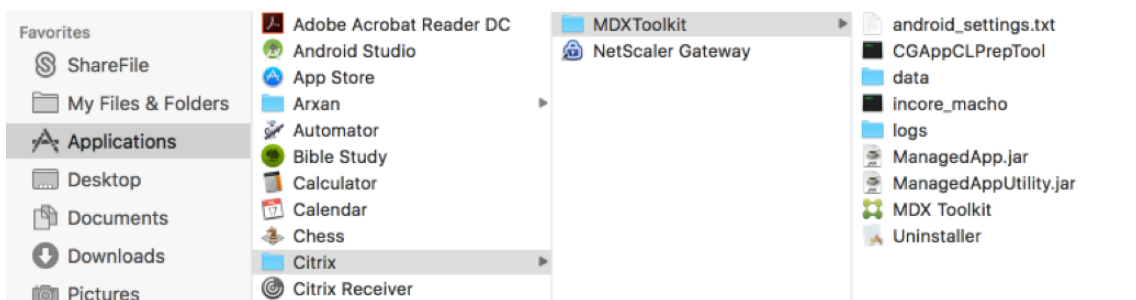 Favorites
ShareFile
My Files & Folders
Applications
Desktop
Documents
Downloads
Pictures
Adobe Acrobat Reader DC
Android Studio
App Store
Arxan
Automator
Bible Study
Calculator
Calendar
Chess
Citrix
Citrix Receiver
MDXToolkit
NetScaler Gateway
android_settings.txt
CGAppCLPrepTool
data
incore_macho
logs
ManagedApp.jar
ManagedAppUtility.jar
MDX Toolkit
Uninstaller